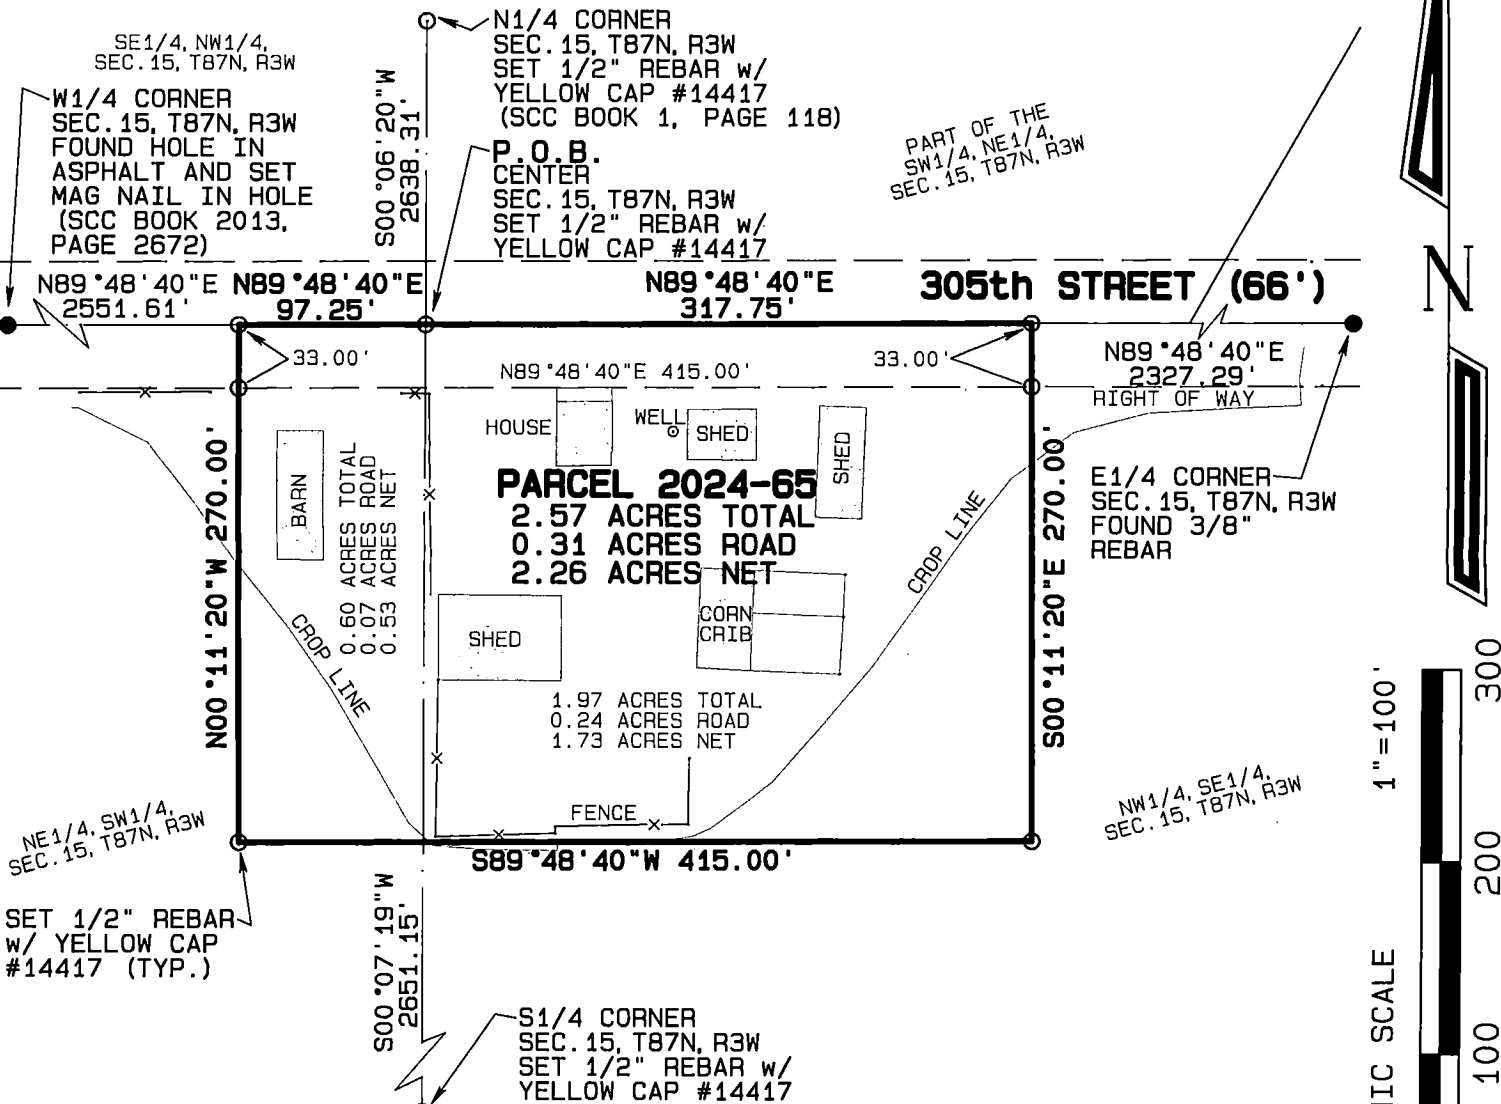 N1/4 CORNER
SEC. 15, T87N, R3W
SET 1/2" REBAR w/
YELLOW CAP #14417
(SCC BOOK 1, PAGE 118)
SE1/4, NW1/4,
SEC. 15, T87N, R3W
W1/4 CORNER
SEC. 15, T87N, R3W
FOUND HOLE IN
ASPHALT AND SET
MAG NAIL IN HOLE
(SCC BOOK 2013,
PAGE 2672)
S00°06'20"W
2638.31'
P.O.B.
CENTER
SEC. 15, T87N, R3W
SET 1/2" REBAR w/
YELLOW CAP #14417
PART OF THE
SW1/4, NE1/4,
SEC. 15, T87N, R3W
N
N89°48'40"E
2551.61'
N89°48'40"E
97.25'
N89°48'40"E
317.75'
305th STREET (66')
33.00'
N89°48'40"E 415.00'
33.00'
N89°48'40"E
2327.29'
RIGHT OF WAY
HOUSE
WELL
SHED
SHED
BARN
N00°11'20"W 270.00'
0.60 ACRES TOTAL
0.07 ACRES ROAD
0.53 ACRES NET
PARCEL 2024-65
2.57 ACRES TOTAL
0.31 ACRES ROAD
2.26 ACRES NET
CROP LINE
S00°11'20"E 270.00'
E1/4 CORNER
SEC. 15, T87N, R3W
FOUND 3/8"
REBAR
CROP LINE
SHED
CORN
CRIB
1.97 ACRES TOTAL
0.24 ACRES ROAD
1.73 ACRES NET
FENCE
NE1/4, SW1/4,
SEC. 15, T87N, R3W
NW1/4, SE1/4,
SEC. 15, T87N, R3W
S89°48'40"W 415.00'
SET 1/2" REBAR
w/ YELLOW CAP
#14417 (TYP.)
S00°07'19"W
2651.15'
S1/4 CORNER
SEC. 15, T87N, R3W
SET 1/2" REBAR w/
YELLOW CAP #14417
1"=100'
300
200
100
SCALE